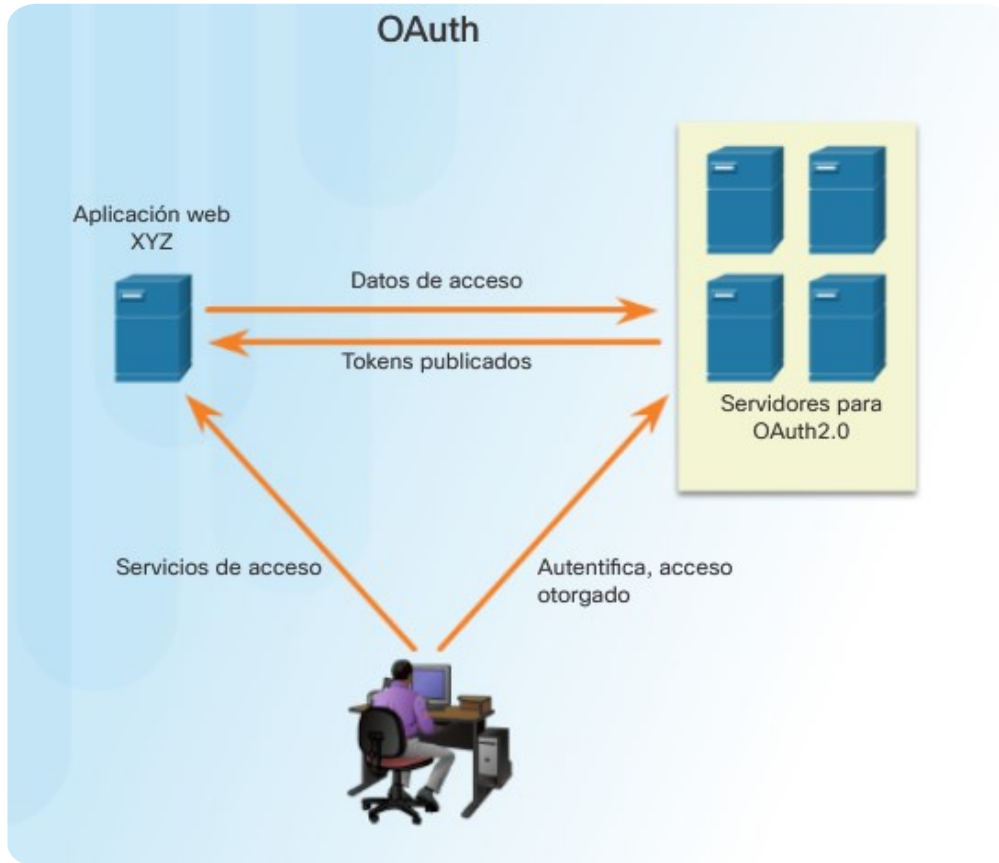 OAuth
Aplicación web
XYZ
Datos de acceso
Tokens publicados
Servidores para
OAuth2.0
Servicios de acceso
Autentifica, acceso
otorgado